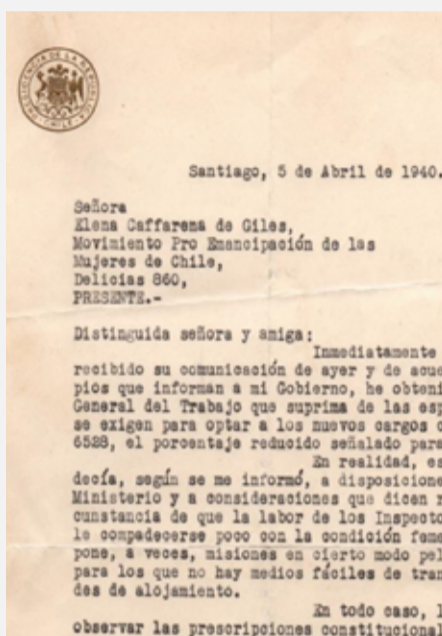 PRESIDENCIA DE LA REPUBLICA
CHILE
Santiago, 5 de Abril de 1940.
Señora
Elena Caffarena de Giles,
Movimiento Pro Emancipación de las
Mujeres de Chile,
Delicias 860,
PRESENTE.-
Distinguida señora y amiga:
Inmediatamente
recibido su comunicación de ayer y de acue
pios que informan a mi Gobierno, he obteni
General del Trabajo que suprima de las esp
se exigen para optar a los nuevos cargos
6528, el porcentaje reducido señalado para
En realidad, es
decía, según se me informó, a disposicione
Ministerio y a consideraciones que dicen
cunstancia de que la labor de los Inspecto
le compadecerse poco con la condición feme
pone, a veces, misiones en cierto modo pel
para los que no hay medios fáciles de tran
des de alojamiento.
En todo caso, l
observar las prescripciones constitucional